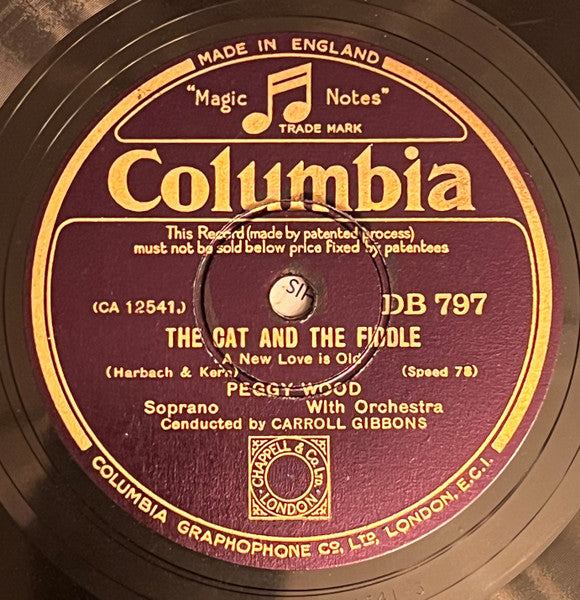 MADE IN ENGLAND
"Magic Notes"
TRADE MARK
Columbia
This Record (made by patented process)
must not be sold below price fixed by patentees
(CA 12541.) DB 797
THE CAT AND THE FIDDLE
A New Love is Old
(Harbach & Kern) (Speed 78)
PEGGY WOOD
Soprano With Orchestra
Conducted by CARROLL GIBBONS
CHAPPELL & Co. LTD.
LONDON
COLUMBIA GRAPHOPHONE Co., LTD, LONDON, E.C.1.